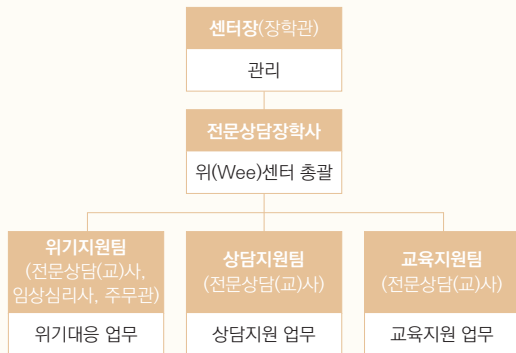 센터장(장학관)
관리
전문상담장학사
위(Wee)센터 총괄
위기지원팀
(전문상담(교)사,
임상심리사, 주무관)
위기대응 업무
상담지원팀
(전문상담(교)사)
상담지원 업무
교육지원팀
(전문상담(교)사)
교육지원 업무